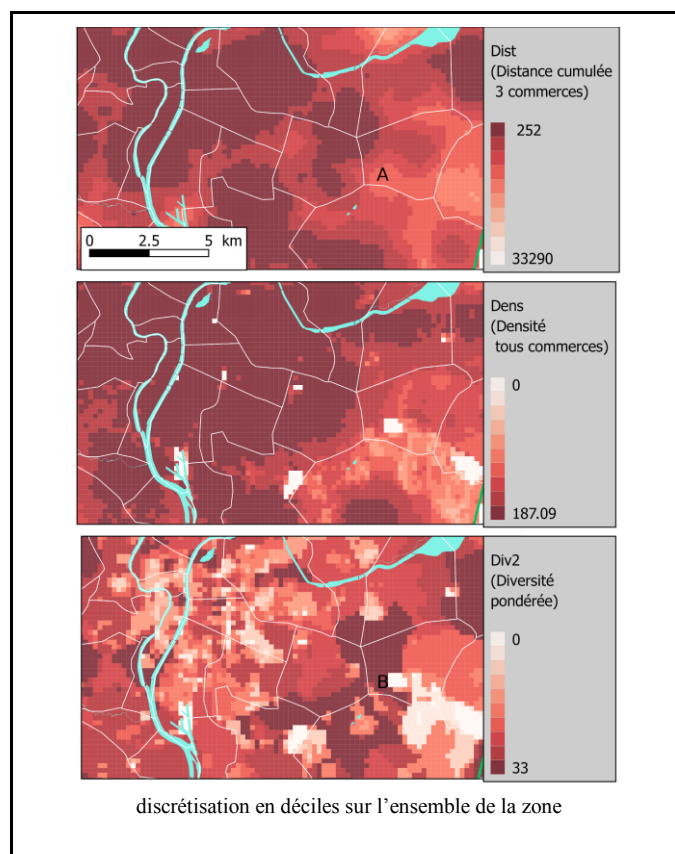 Dist
(Distance cumulée
3 commerces)
252
33290
A
0 2.5 5 km
Dens
(Densité
tous commerces)
0
187.09
Div2
(Diversité
pondérée)
0
33
B
discrétisation en déciles sur l'ensemble de la zone